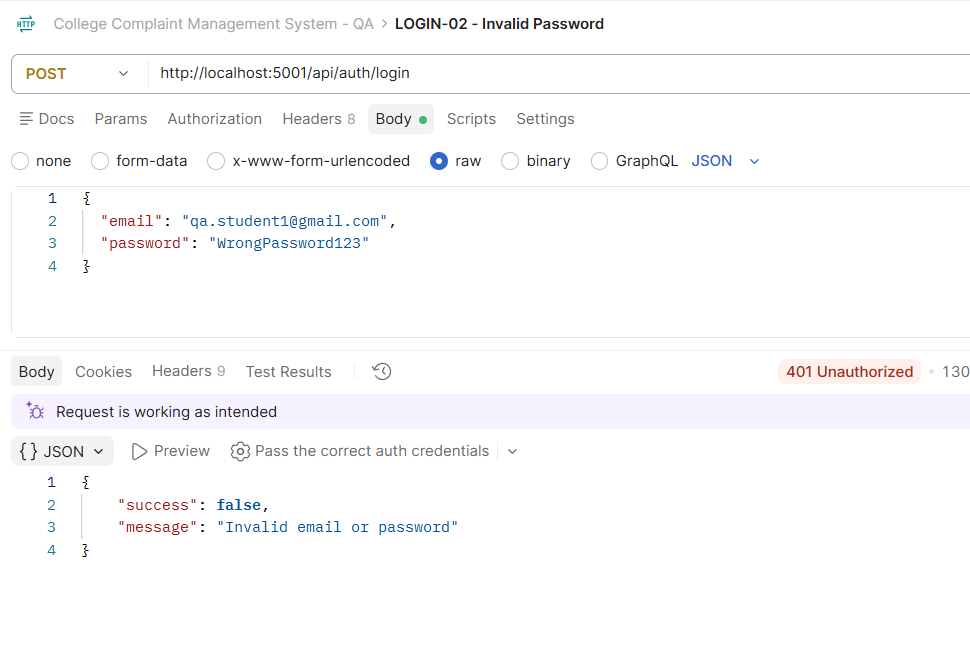 HTTP College Complaint Management System - QA > LOGIN-02 - Invalid Password
POST http://localhost:5001/api/auth/login
Docs Params Authorization Headers 8 Body Scripts Settings
none form-data x-www-form-urlencoded raw binary GraphQL JSON
1 {
2 "email": "qa.student1@gmail.com",
3 "password": "WrongPassword123"
4 }
Body Cookies Headers 9 Test Results 401 Unauthorized • 130
Request is working as intended
{} JSON Preview Pass the correct auth credentials
1 {
2 "success": false,
3 "message": "Invalid email or password"
4 }